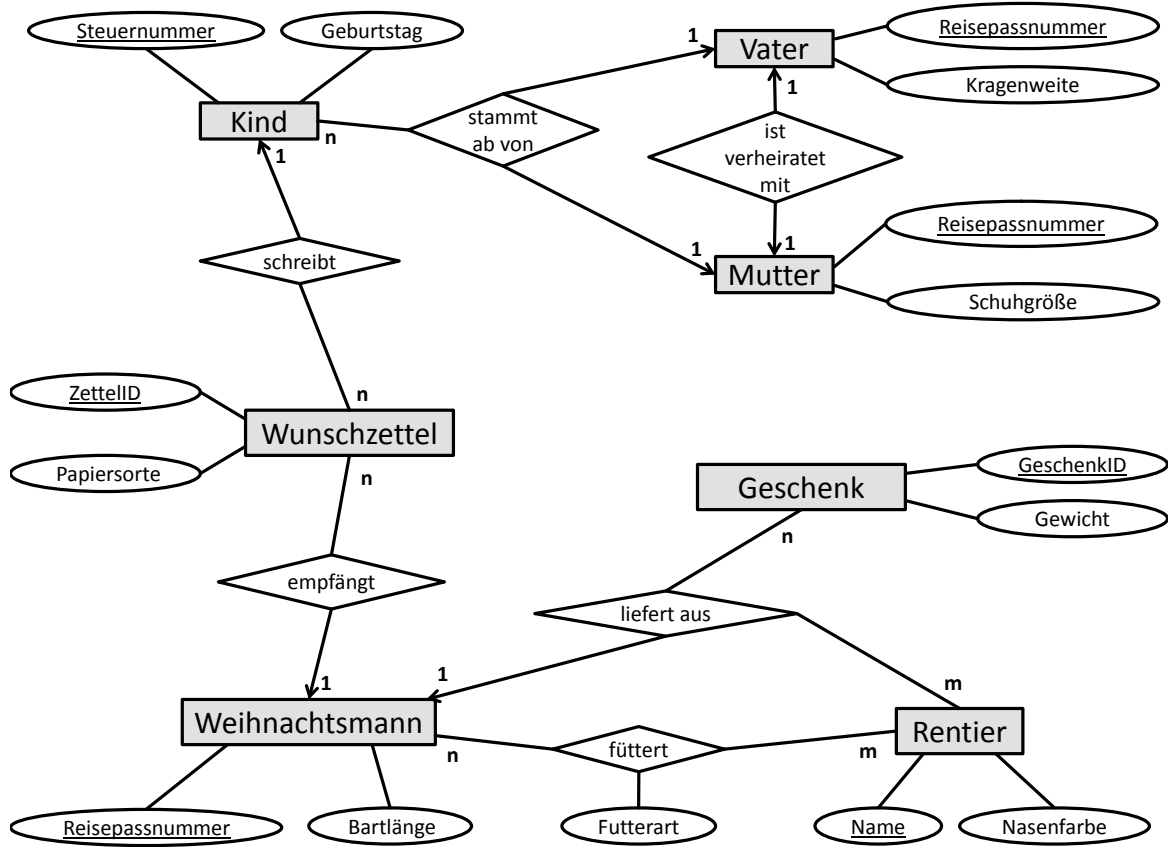 Steuernummer
Geburtstag
Kind
n
1
stammt
ab von
1
1
Vater
1
Reisepassnummer
Kragenweite
ist
verheiratet
mit
1
Mutter
Reisepassnummer
Schuhgröße
schreibt
n
ZettelID
Papiersorte
Wunschzettel
n
empfängt
1
Geschenk
n
GeschenkID
Gewicht
liefert aus
1
m
Weihnachtsmann
n
füttert
m
Rentier
Reisepassnummer
Bartlänge
Futterart
Name
Nasenfarbe